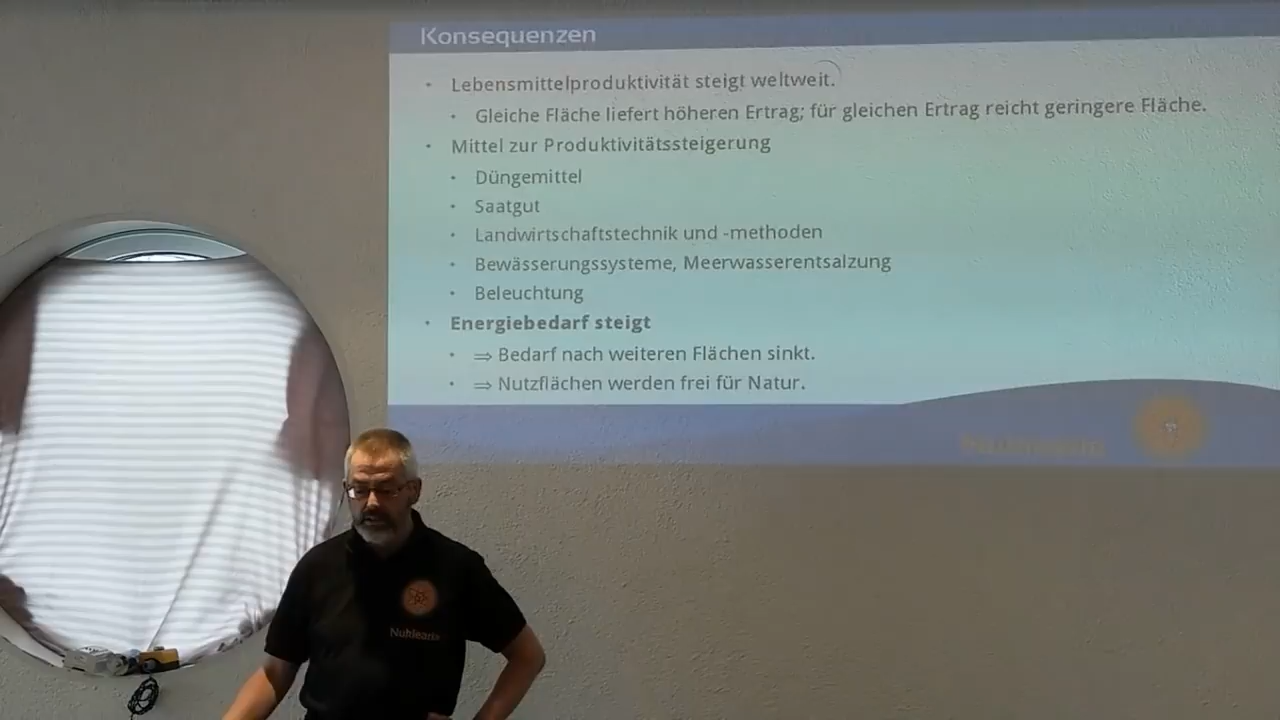 Konsequenzen
• Lebensmittelproduktivität steigt weltweit.
• Gleiche Fläche liefert höheren Ertrag; für gleichen Ertrag reicht geringere Fläche.
• Mittel zur Produktivitätssteigerung
• Düngemittel
• Saatgut
• Landwirtschaftstechnik und -methoden
• Bewässerungssysteme, Meerwasserentsalzung
• Beleuchtung
• Energiebedarf steigt
• ⇒ Bedarf nach weiteren Flächen sinkt.
• ⇒ Nutzflächen werden frei für Natur.
Nuklearia
Nuklearia